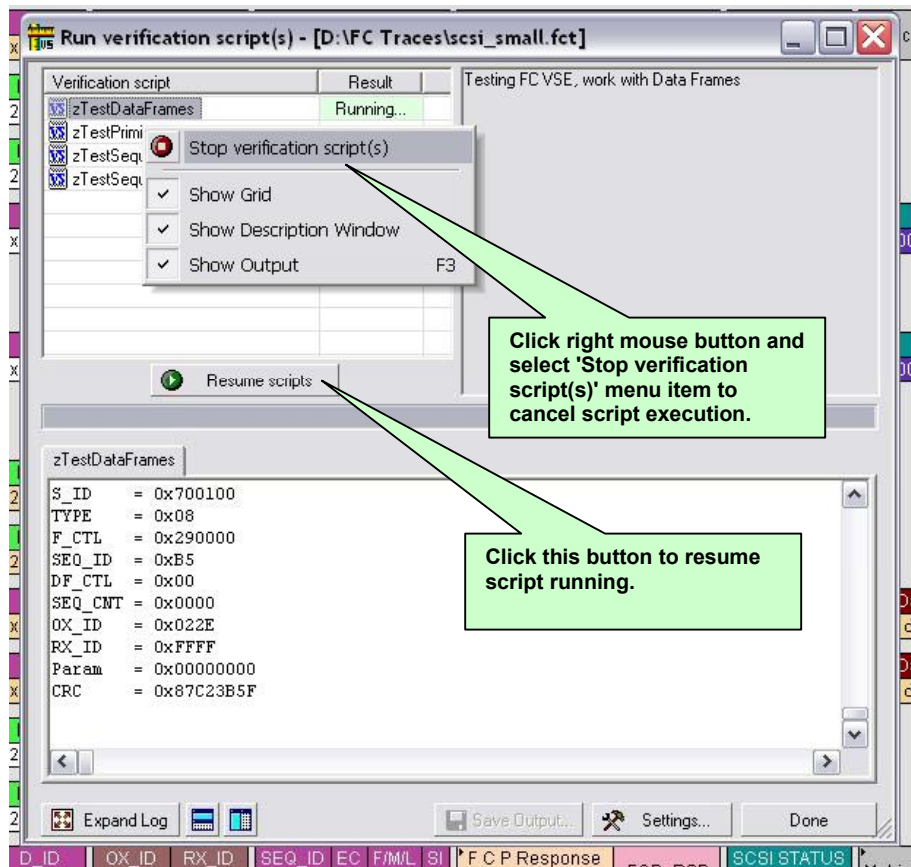 Run verification script(s) - [D:\FC Traces\scsi_small.fct]
Verification script Result
zTestDataFrames Running...
zTestPrimi
zTestSequ
zTestSequ
Testing FC VSE, work with Data Frames
Stop verification script(s)
Show Grid
Show Description Window
Show Output F3
Click right mouse button and
select 'Stop verification
script(s)' menu item to
cancel script execution.
Resume scripts
zTestDataFrames
S_ID = 0x700100
TYPE = 0x08
F_CTL = 0x290000
SEQ_ID = 0xB5
DF_CTL = 0x00
SEQ_CNT = 0x0000
OX_ID = 0x022E
RX_ID = 0xFFFF
Param = 0x00000000
CRC = 0x87C23B5F
Click this button to resume
script running.
Expand Log Save Output... Settings... Done
D_ID OX_ID RX_ID SEQ_ID EC F/M/L SI F C P Response SCSI STATUS